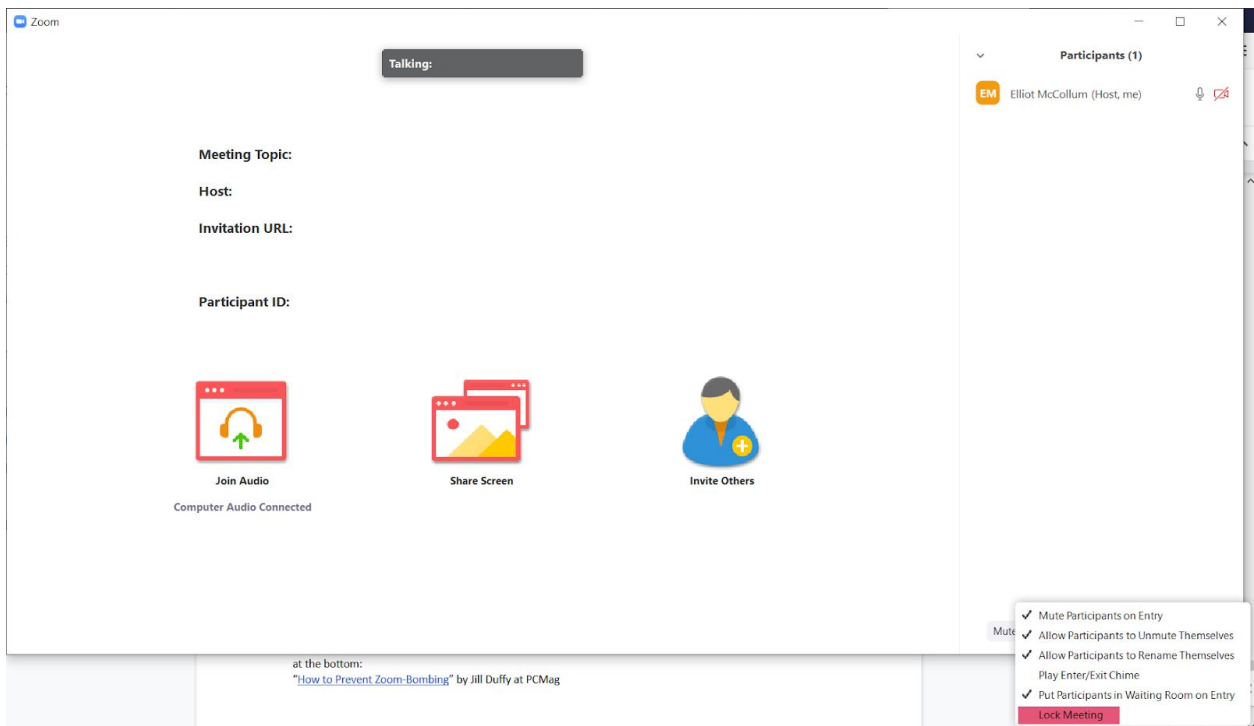 Zoom
Talking:
Participants (1)
EM Elliot McCollum (Host, me)
Meeting Topic:
Host:
Invitation URL:
Participant ID:
Join Audio
Share Screen
Invite Others
Computer Audio Connected
Mute
✓ Mute Participants on Entry
✓ Allow Participants to Unmute Themselves
✓ Allow Participants to Rename Themselves
Play Enter/Exit Chime
✓ Put Participants in Waiting Room on Entry
Lock Meeting
at the bottom:
“How to Prevent Zoom-Bombing” by Jill Duffy at PCMag